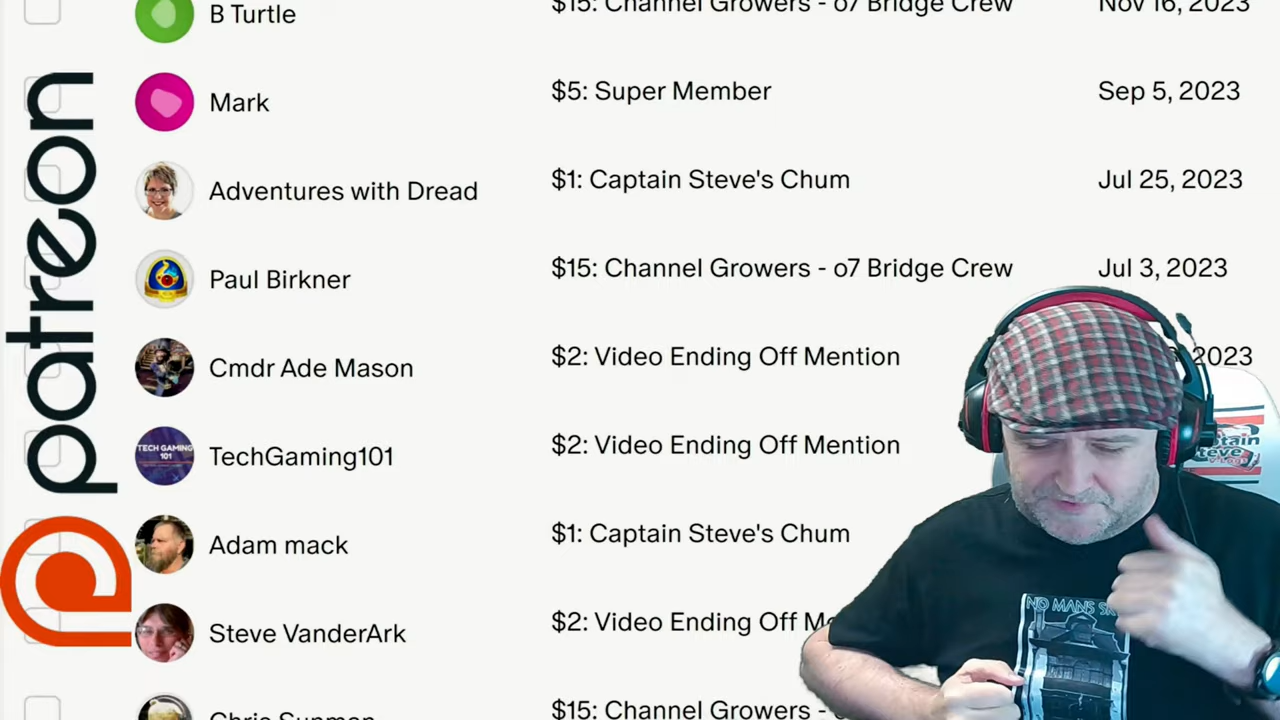 B Turtle $15: Channel Growers - o7 Bridge Crew Nov 16, 2023
Mark $5: Super Member Sep 5, 2023
Adventures with Dread $1: Captain Steve's Chum Jul 25, 2023
Paul Birkner $15: Channel Growers - o7 Bridge Crew Jul 3, 2023
Cmdr Ade Mason $2: Video Ending Off Mention 2023
TechGaming101 $2: Video Ending Off Mention
Adam mack $1: Captain Steve's Chum
Steve VanderArk $2: Video Ending Off
$15: Channel Growers -
patreon
TECH GAMING
101
NO MANS